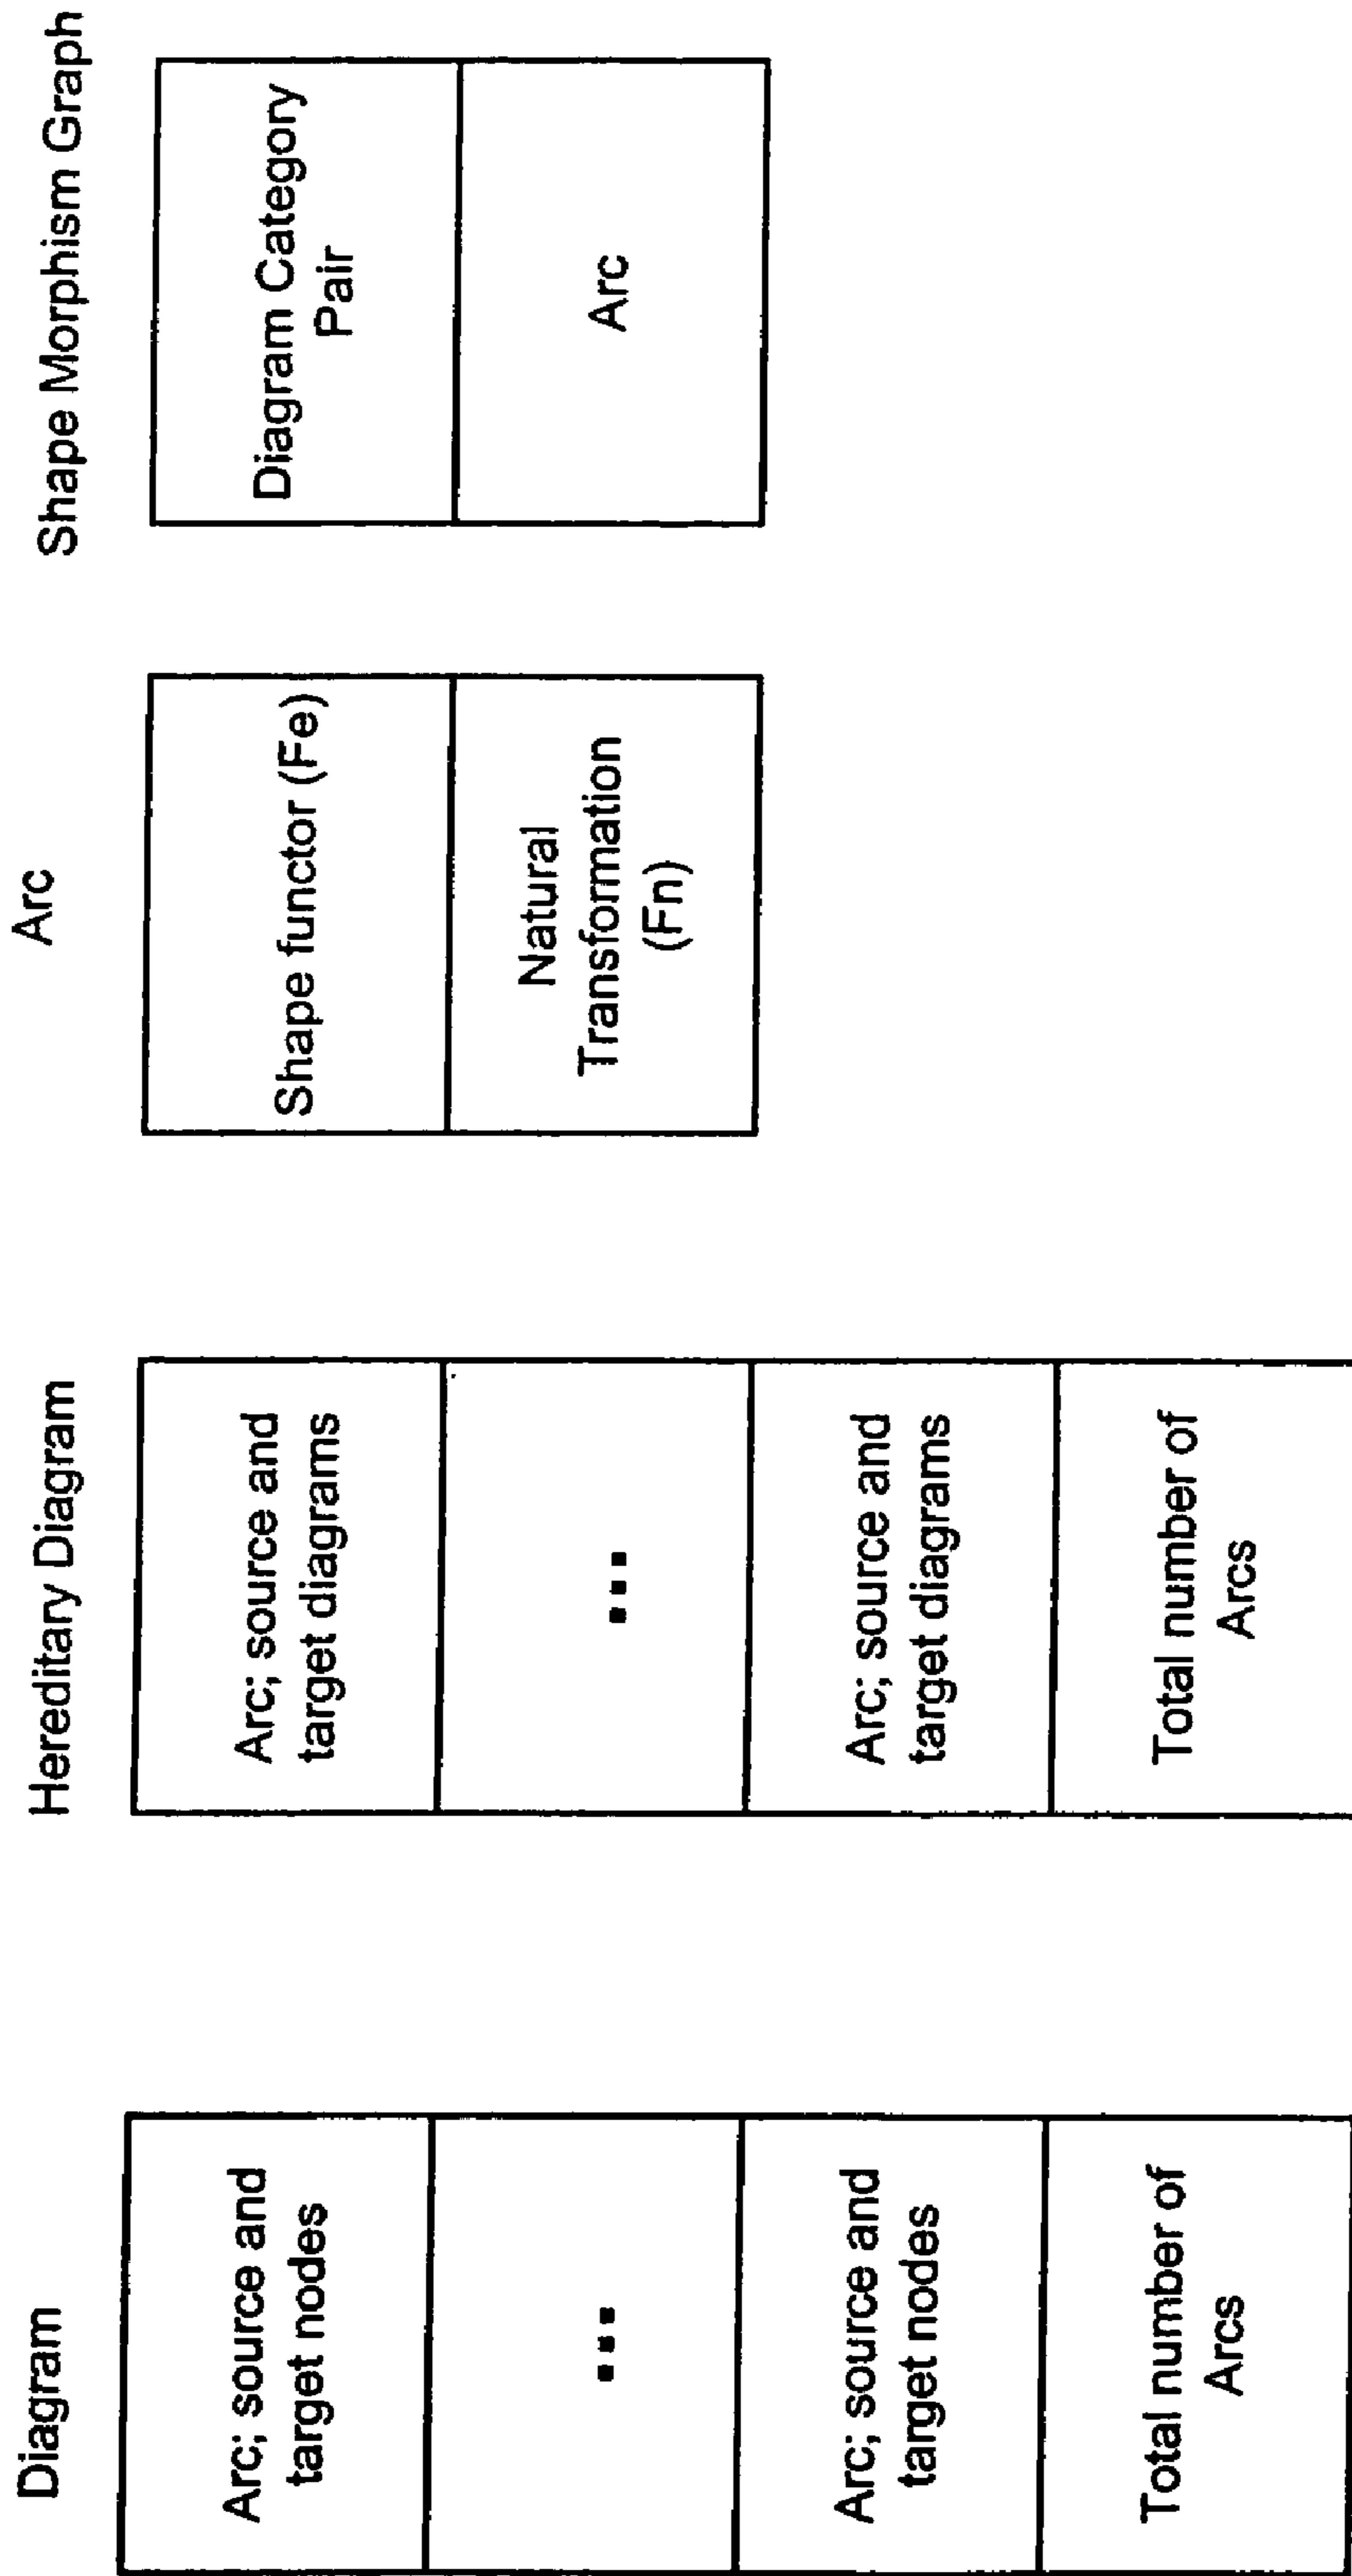 Diagram
Arc; source and
target nodes
...
Arc; source and
target nodes
Total number of
Arcs
Hereditary Diagram
Arc; source and
target diagrams
...
Arc; source and
target diagrams
Total number of
Arcs
Arc
Shape functor (Fe)
Natural
Transformation
(Fn)
Shape Morphism Graph
Diagram Category
Pair
Arc